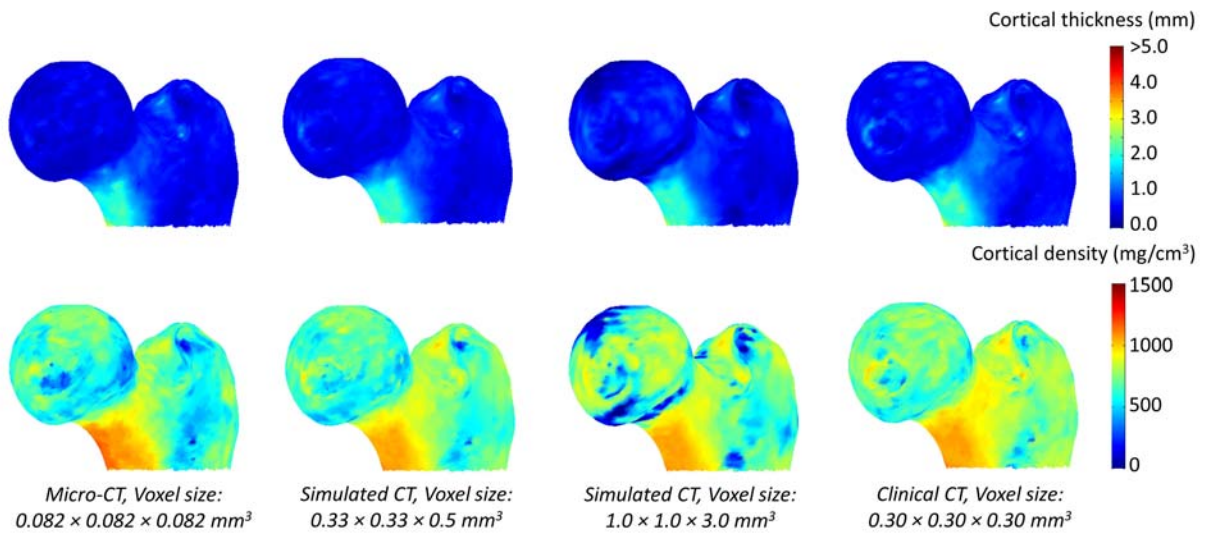 Cortical thickness (mm)
>5.0
4.0
3.0
2.0
1.0
0.0
Cortical density (mg/cm³)
1500
1000
500
0
Micro-CT, Voxel size:
0.082 × 0.082 × 0.082 mm³
Simulated CT, Voxel size:
0.33 × 0.33 × 0.5 mm³
Simulated CT, Voxel size:
1.0 × 1.0 × 3.0 mm³
Clinical CT, Voxel size:
0.30 × 0.30 × 0.30 mm³